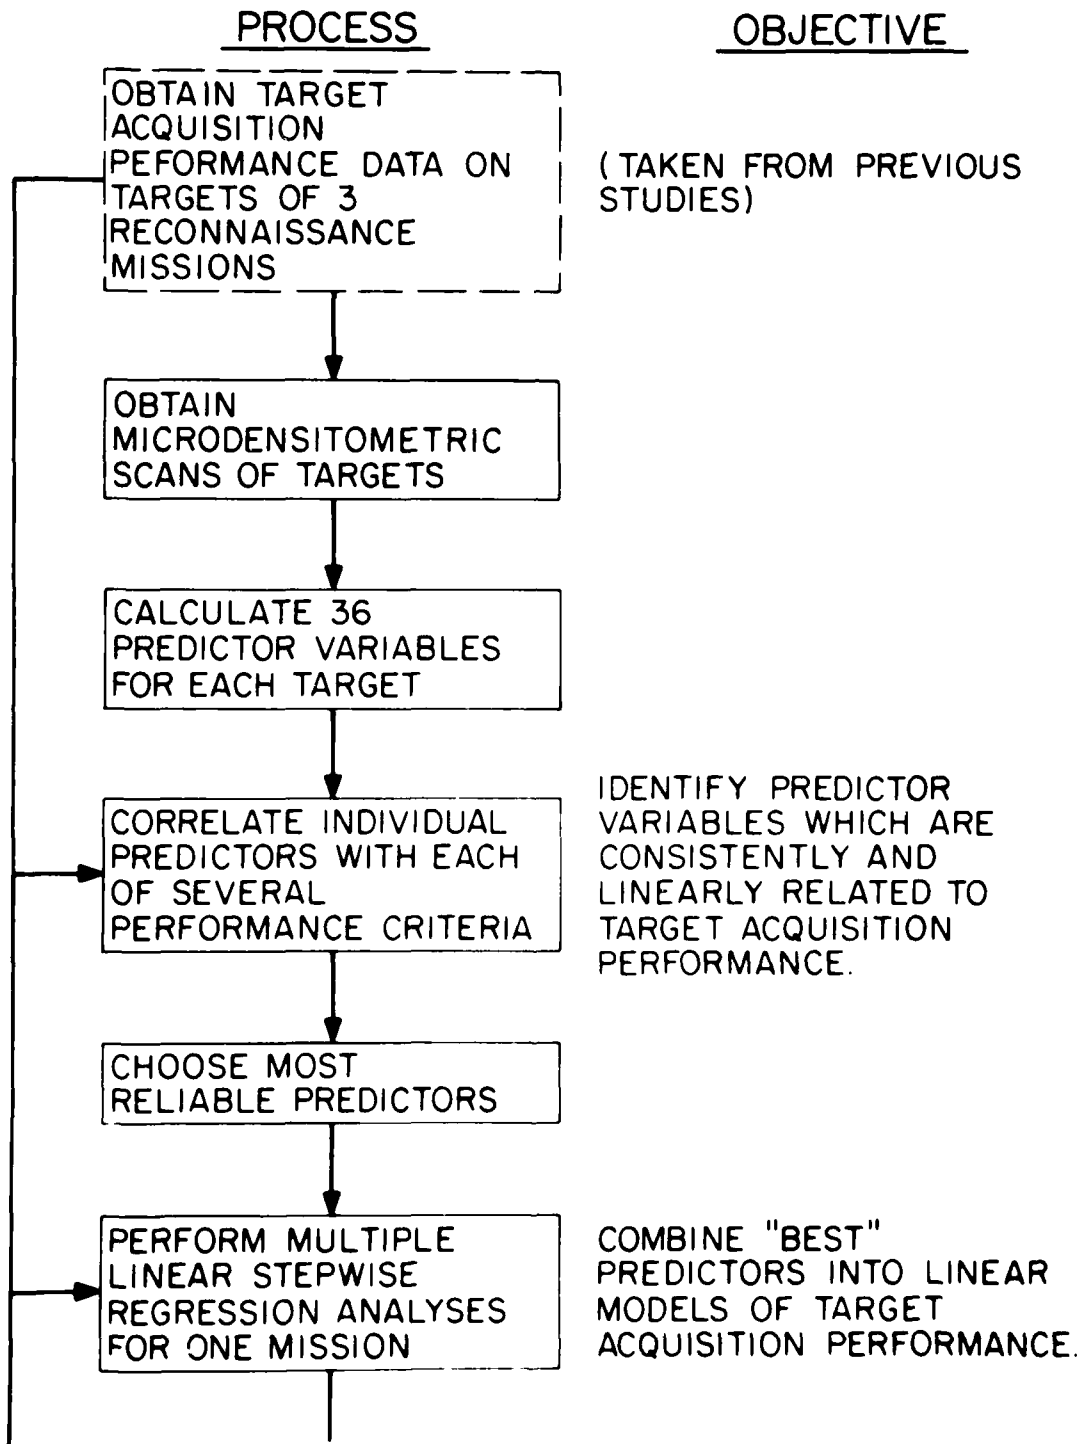 PROCESS
OBJECTIVE
OBTAIN TARGET
ACQUISITION
PEFORMANCE DATA ON
TARGETS OF 3
RECONNAISSANCE
MISSIONS
(TAKEN FROM PREVIOUS
STUDIES)
OBTAIN
MICRODENSITOMETRIC
SCANS OF TARGETS
CALCULATE 36
PREDICTOR VARIABLES
FOR EACH TARGET
CORRELATE INDIVIDUAL
PREDICTORS WITH EACH
OF SEVERAL
PERFORMANCE CRITERIA
IDENTIFY PREDICTOR
VARIABLES WHICH ARE
CONSISTENTLY AND
LINEARLY RELATED TO
TARGET ACQUISITION
PERFORMANCE.
CHOOSE MOST
RELIABLE PREDICTORS
PERFORM MULTIPLE
LINEAR STEPWISE
REGRESSION ANALYSES
FOR ONE MISSION
COMBINE "BEST"
PREDICTORS INTO LINEAR
MODELS OF TARGET
ACQUISITION PERFORMANCE.